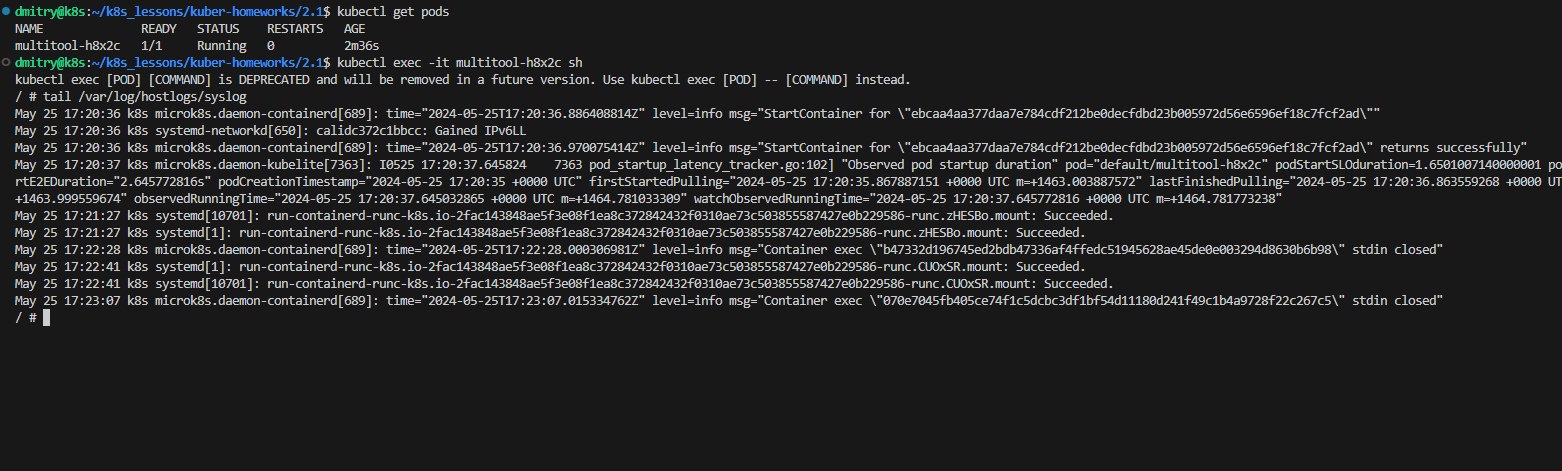 dmitry@k8s:~/k8s_lessons/kuber-homeworks/2.1$ kubectl get pods
NAME              READY   STATUS    RESTARTS   AGE
multitool-h8x2c   1/1     Running   0          2m36s
dmitry@k8s:~/k8s_lessons/kuber-homeworks/2.1$ kubectl exec -it multitool-h8x2c sh
kubectl exec [POD] [COMMAND] is DEPRECATED and will be removed in a future version. Use kubectl exec [POD] -- [COMMAND] instead.
/ # tail /var/log/hostlogs/syslog
May 25 17:20:36 k8s microk8s.daemon-containerd[689]: time="2024-05-25T17:20:36.886408814Z" level=info msg="StartContainer for \"ebcaa4aa377daa7e784cdf212be0decfdbd23b005972d56e6596ef18c7fcf2ad\""
May 25 17:20:36 k8s systemd-networkd[650]: calidc372c1bbcc: Gained IPv6LL
May 25 17:20:36 k8s microk8s.daemon-containerd[689]: time="2024-05-25T17:20:36.970075414Z" level=info msg="StartContainer for \"ebcaa4aa377daa7e784cdf212be0decfdbd23b005972d56e6596ef18c7fcf2ad\" returns successfully"
May 25 17:20:37 k8s microk8s.daemon-kubelite[7363]: I0525 17:20:37.645824    7363 pod_startup_latency_tracker.go:102] "Observed pod startup duration" pod="default/multitool-h8x2c" podStartSLOduration=1.6501007140000001 po
rtE2EDuration="2.645772816s" podCreationTimestamp="2024-05-25 17:20:35 +0000 UTC" firstStartedPulling="2024-05-25 17:20:35.867887151 +0000 UTC m=+1463.003887572" lastFinishedPulling="2024-05-25 17:20:36.863559268 +0000 UT
+1463.999559674" observedRunningTime="2024-05-25 17:20:37.645032865 +0000 UTC m=+1464.781033309" watchObservedRunningTime="2024-05-25 17:20:37.645772816 +0000 UTC m=+1464.781773238"
May 25 17:21:27 k8s systemd[10701]: run-containerd-runc-k8s.io-2fac143848ae5f3e08f1ea8c372842432f0310ae73c503855587427e0b229586-runc.zHESBo.mount: Succeeded.
May 25 17:21:27 k8s systemd[1]: run-containerd-runc-k8s.io-2fac143848ae5f3e08f1ea8c372842432f0310ae73c503855587427e0b229586-runc.zHESBo.mount: Succeeded.
May 25 17:22:28 k8s microk8s.daemon-containerd[689]: time="2024-05-25T17:22:28.000306981Z" level=info msg="Container exec \"b47332d196745ed2bdb47336af4ffedc51945628ae45de0e003294d8630b6b98\" stdin closed"
May 25 17:22:41 k8s systemd[1]: run-containerd-runc-k8s.io-2fac143848ae5f3e08f1ea8c372842432f0310ae73c503855587427e0b229586-runc.CUOxSR.mount: Succeeded.
May 25 17:22:41 k8s systemd[10701]: run-containerd-runc-k8s.io-2fac143848ae5f3e08f1ea8c372842432f0310ae73c503855587427e0b229586-runc.CUOxSR.mount: Succeeded.
May 25 17:23:07 k8s microk8s.daemon-containerd[689]: time="2024-05-25T17:23:07.015334762Z" level=info msg="Container exec \"070e7045fb405ce74f1c5dcbc3df1bf54d11180d241f49c1b4a9728f22c267c5\" stdin closed"
/ #